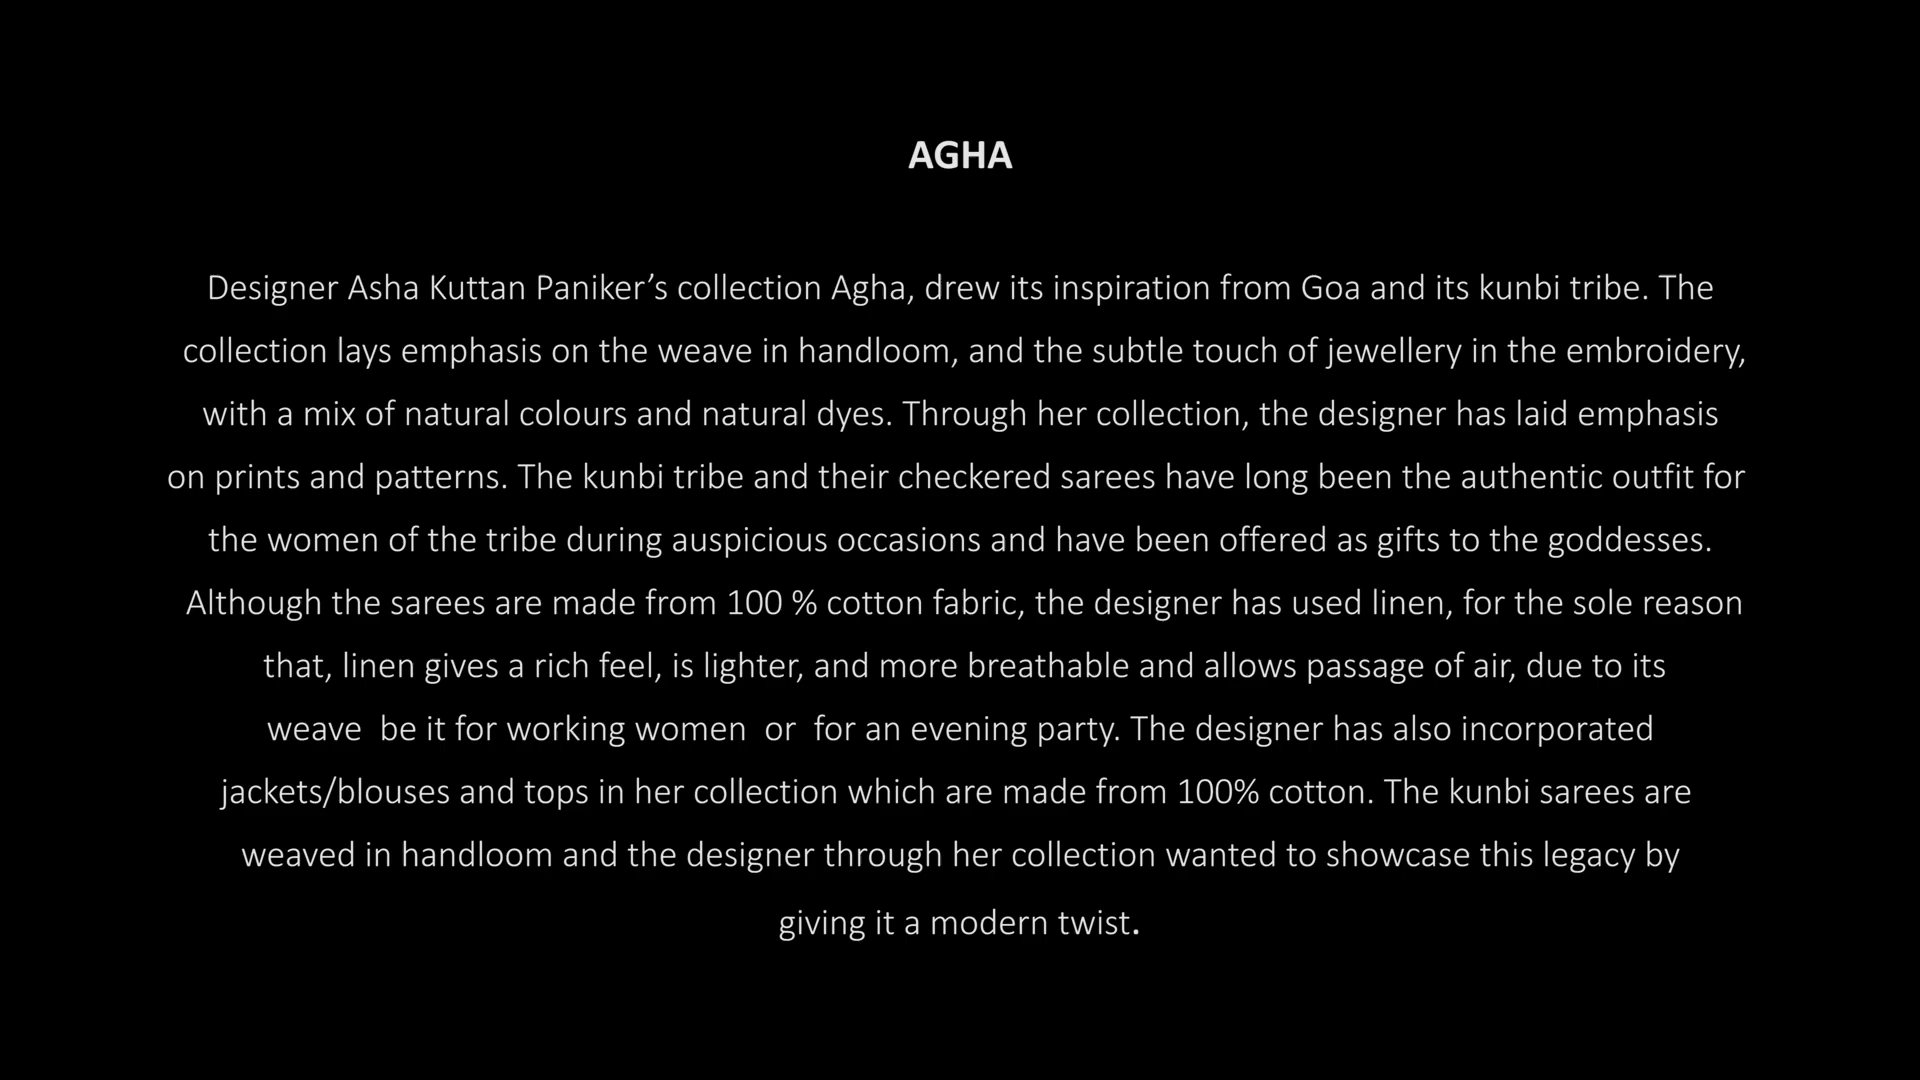 AGHA
Designer Asha Kuttan Paniker’s collection Agha, drew its inspiration from Goa and its kunbi tribe. The
collection lays emphasis on the weave in handloom, and the subtle touch of jewellery in the embroidery,
with a mix of natural colours and natural dyes. Through her collection, the designer has laid emphasis
on prints and patterns. The kunbi tribe and their checkered sarees have long been the authentic outfit for
the women of the tribe during auspicious occasions and have been offered as gifts to the goddesses.
Although the sarees are made from 100 % cotton fabric, the designer has used linen, for the sole reason
that, linen gives a rich feel, is lighter, and more breathable and allows passage of air, due to its
weave  be it for working women  or  for an evening party. The designer has also incorporated
jackets/blouses and tops in her collection which are made from 100% cotton. The kunbi sarees are
weaved in handloom and the designer through her collection wanted to showcase this legacy by
giving it a modern twist.